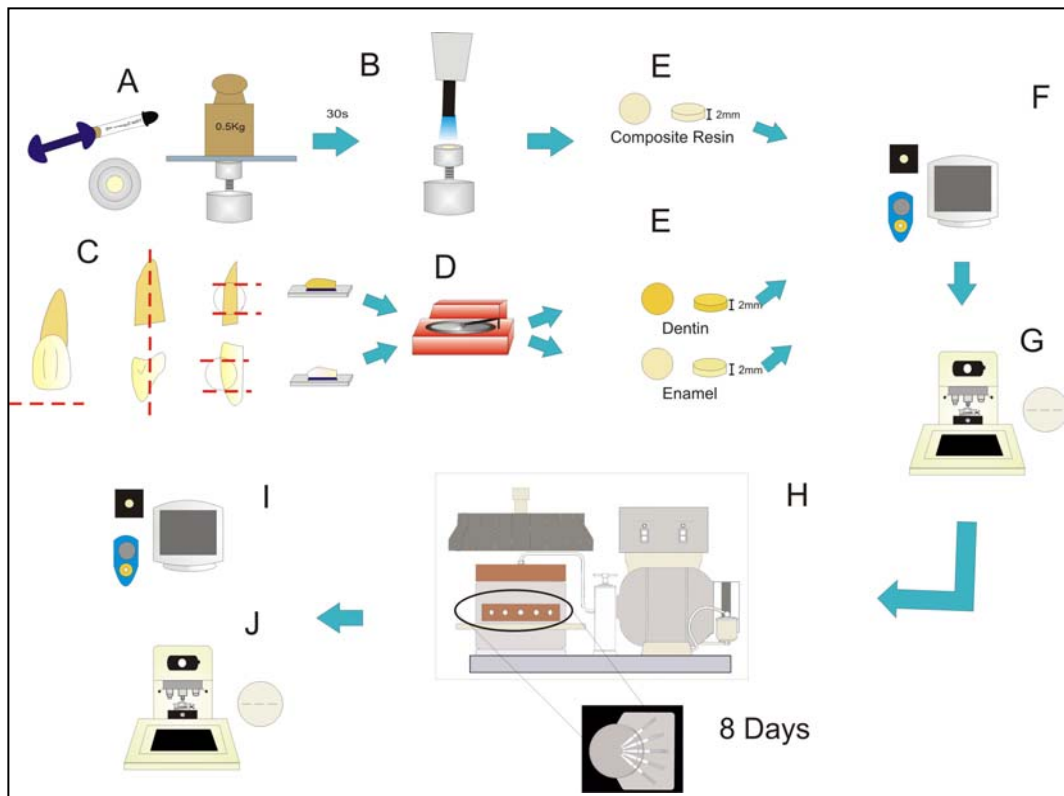 A
0.5Kg
30s
B
E
2mm
Composite Resin
F
C
D
E
2mm
Dentin
2mm
Enamel
G
H
I
J
8 Days